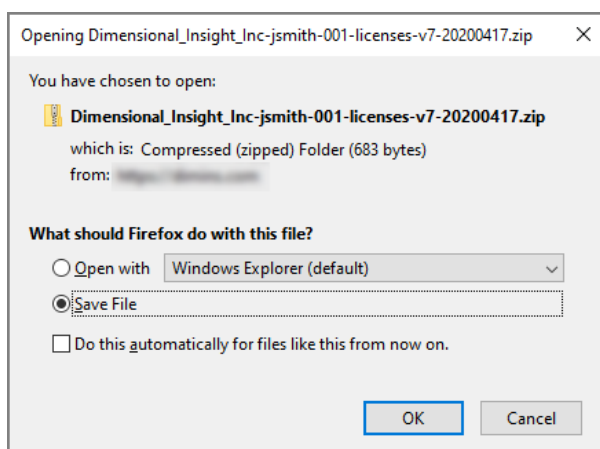 Opening Dimensional_Insight_Inc-jsmith-001-licenses-v7-20200417.zip
You have chosen to open:
Dimensional_Insight_Inc-jsmith-001-licenses-v7-20200417.zip
which is: Compressed (zipped) Folder (683 bytes)
from:
What should Firefox do with this file?
Open with Windows Explorer (default)
Save File
Do this automatically for files like this from now on.
OK Cancel